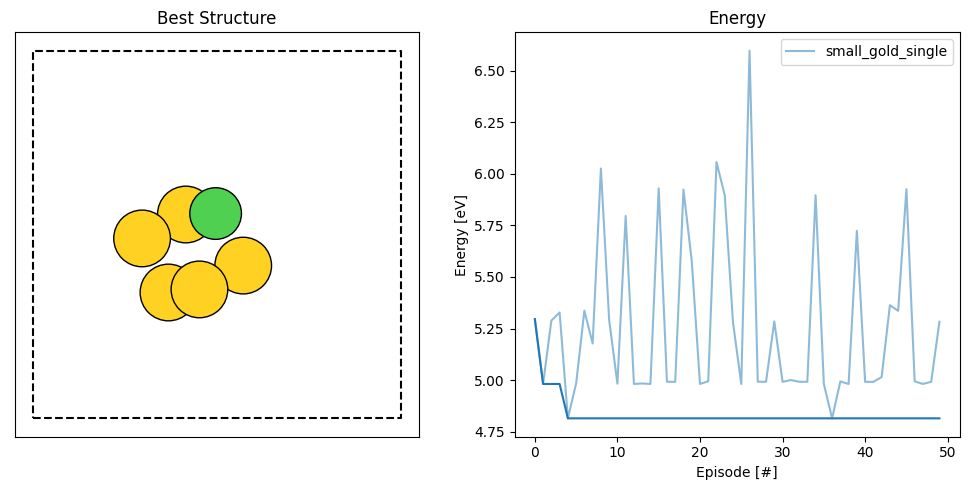 Best Structure
Energy
small_gold_single
Energy [eV]
6.50
6.25
6.00
5.75
5.50
5.25
5.00
4.75
0
10
20
30
40
50
Episode [#]